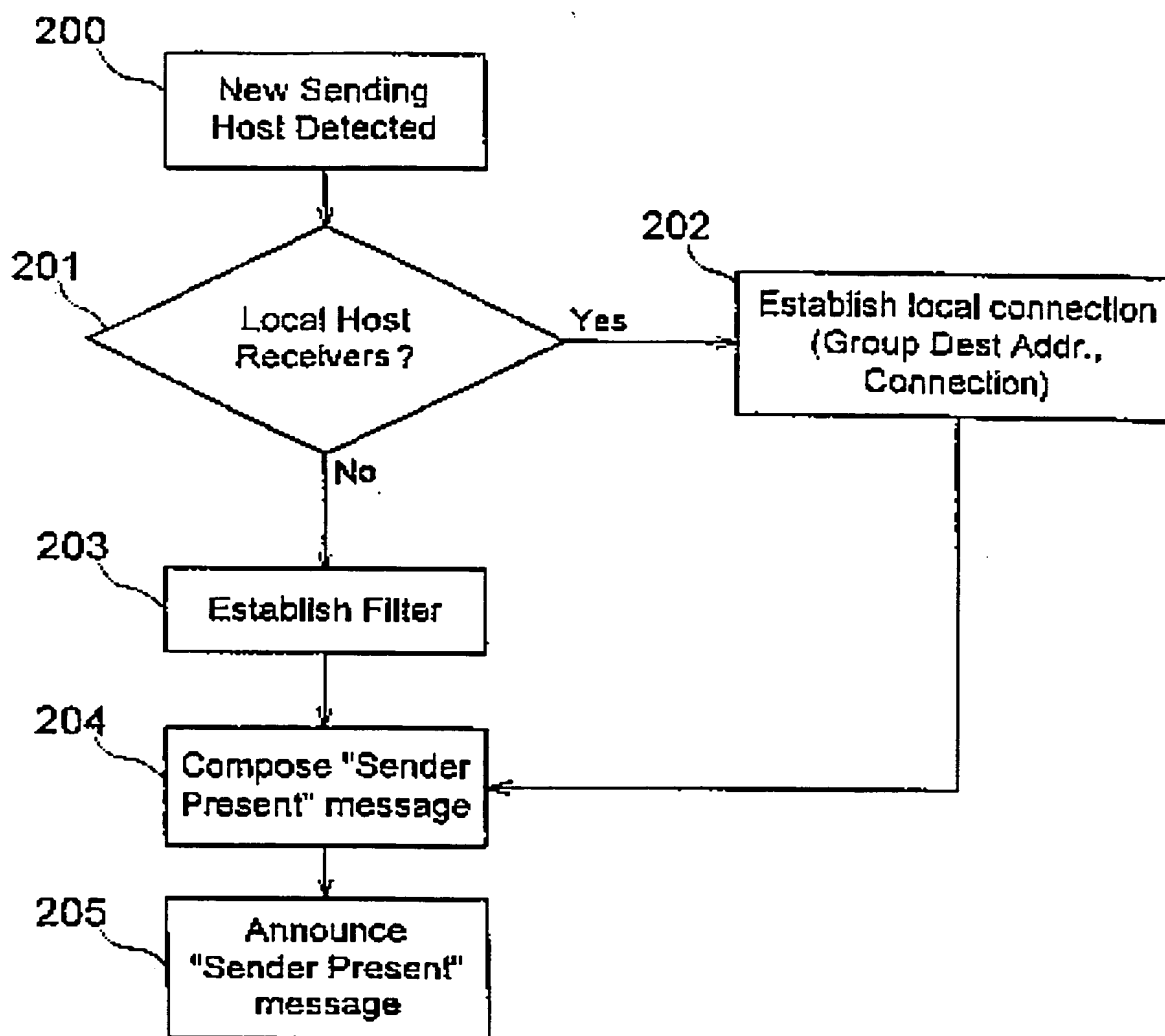 200
New Sending
Host Detected
201
Local Host
Receivers?
Yes
202
Establish local connection
(Group Dest Addr.,
Connection)
No
203
Establish Filter
204
Compose "Sender
Present" message
205
Announce
"Sender Present"
message